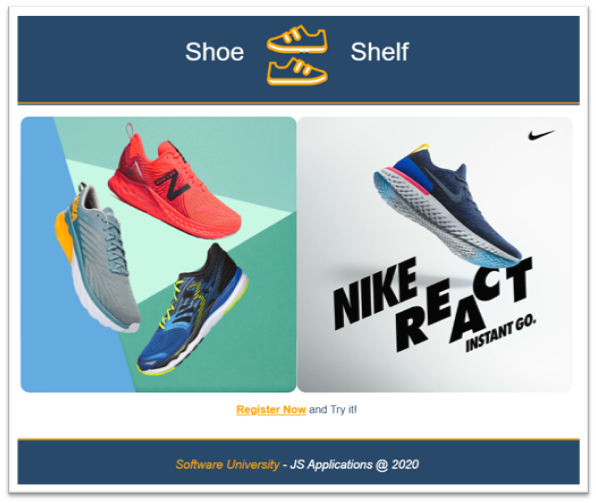 Shoe Shelf
N
NIKE
REACT
INSTANT GO.
Register Now and Try it!
Software University - JS Applications @ 2020